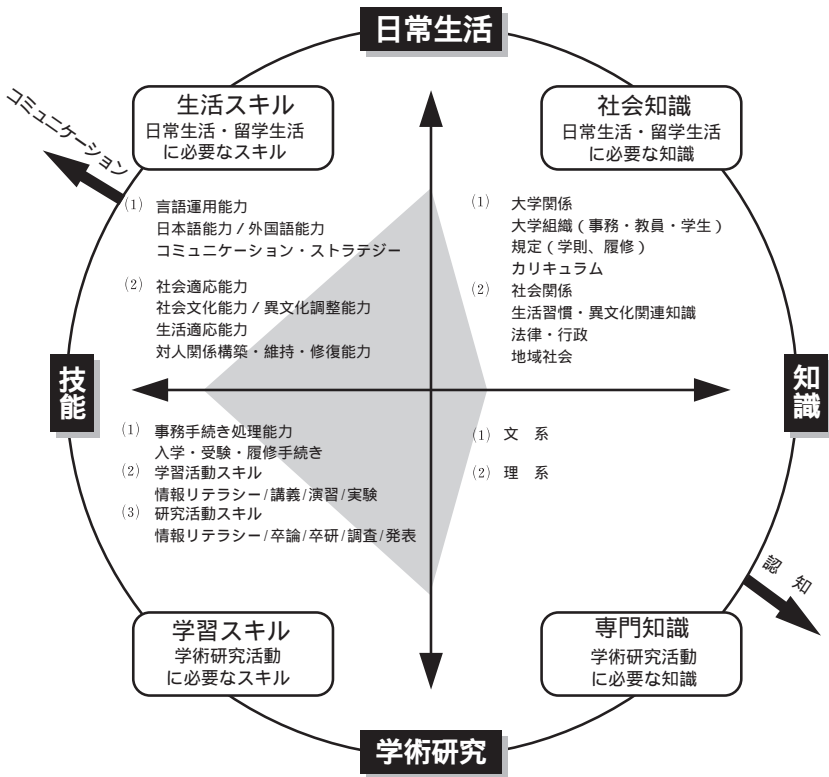 日常生活
コミュニケーション
生活スキル
日常生活・留学生活
に必要なスキル
社会知識
日常生活・留学生活
に必要な知識
(1) 言語運用能力
日本語能力 / 外国語能力
コミュニケーション・ストラテジー
(2) 社会適応能力
社会文化能力 / 異文化調整能力
生活適応能力
対人関係構築・維持・修復能力
(1) 大学関係
大学組織（事務・教員・学生）
規定（学則、履修）
カリキュラム
(2) 社会関係
生活習慣・異文化関連知識
法律・行政
地域社会
技能
知識
(1) 事務手続き処理能力
入学・受験・履修手続き
(2) 学習活動スキル
情報リテラシー/講義/演習/実験
(3) 研究活動スキル
情報リテラシー/卒論/卒研/調査/発表
(1) 文 系
(2) 理 系
認 知
学習スキル
学術研究活動
に必要なスキル
専門知識
学術研究活動
に必要な知識
学術研究